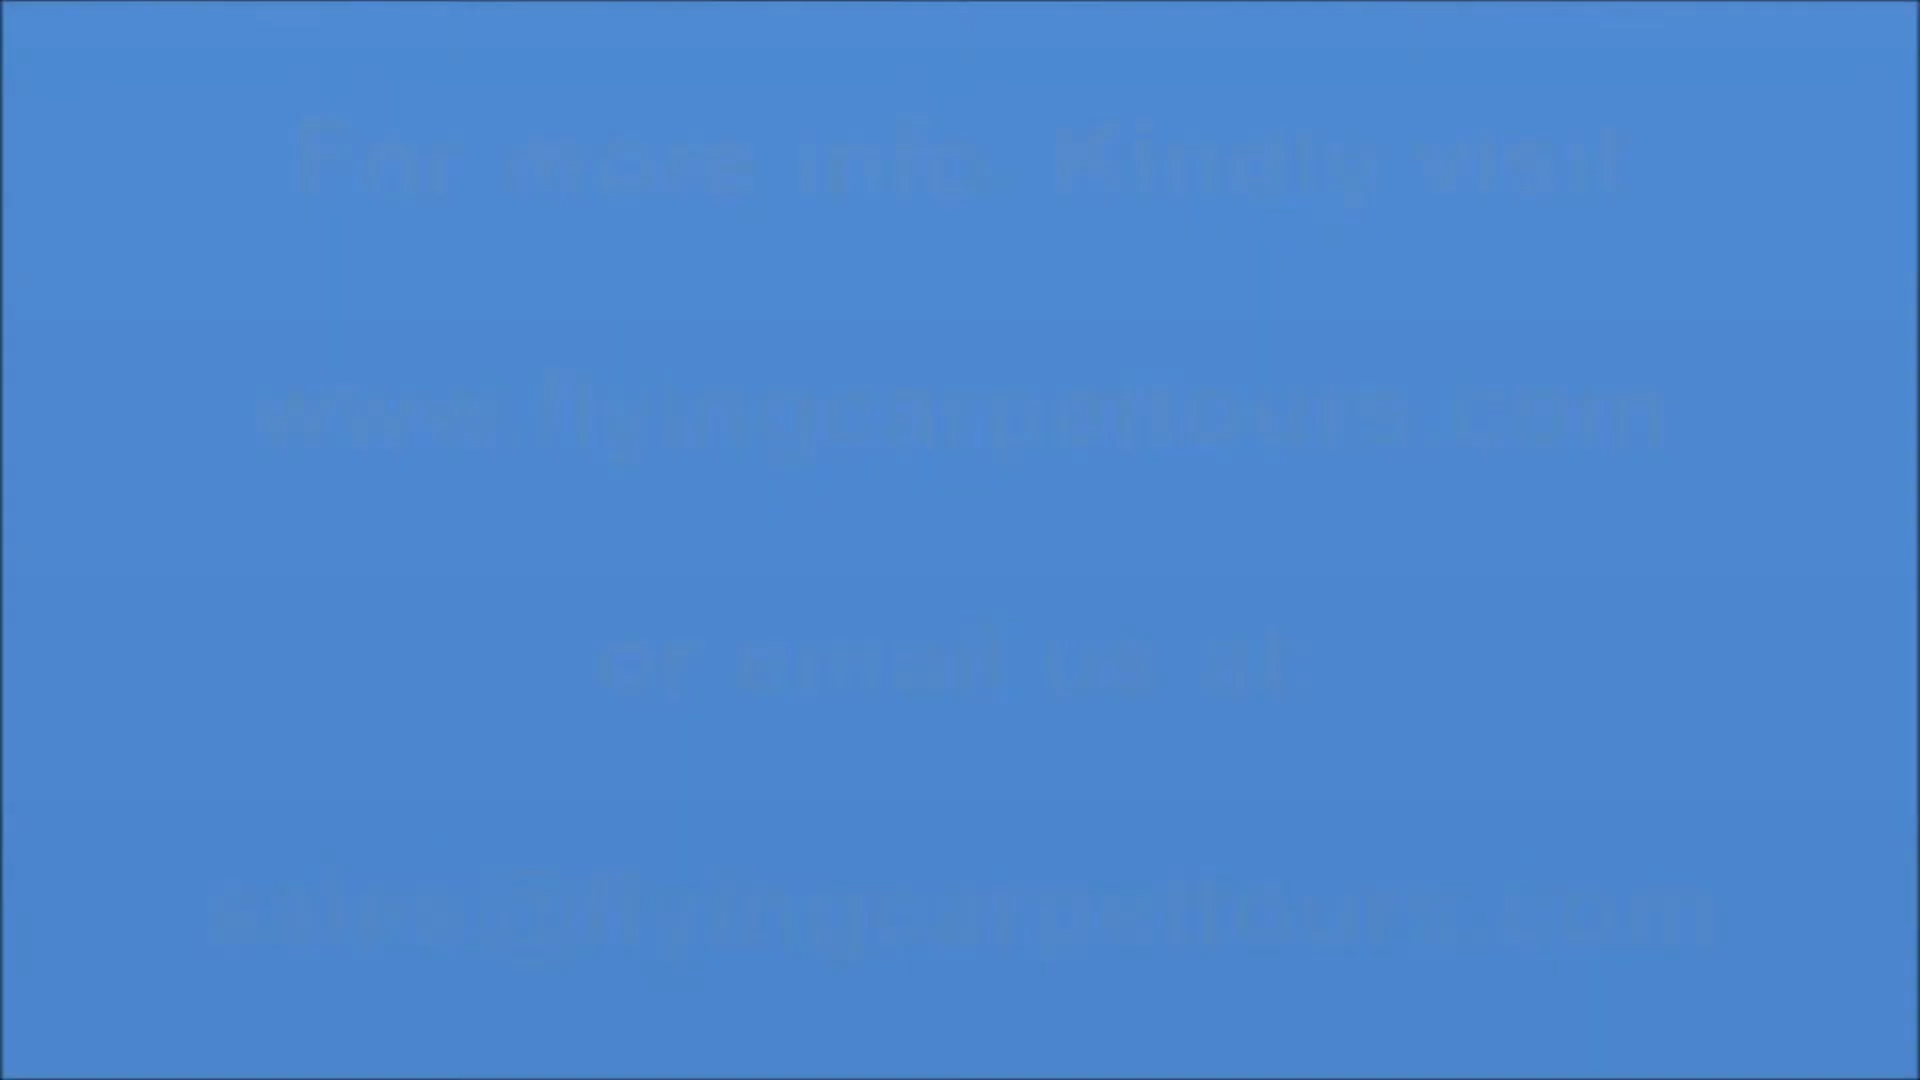 For more info. Kindly visit
www.flyingcarpettours.com
or email us at:
sales@flyingcarpettours.com